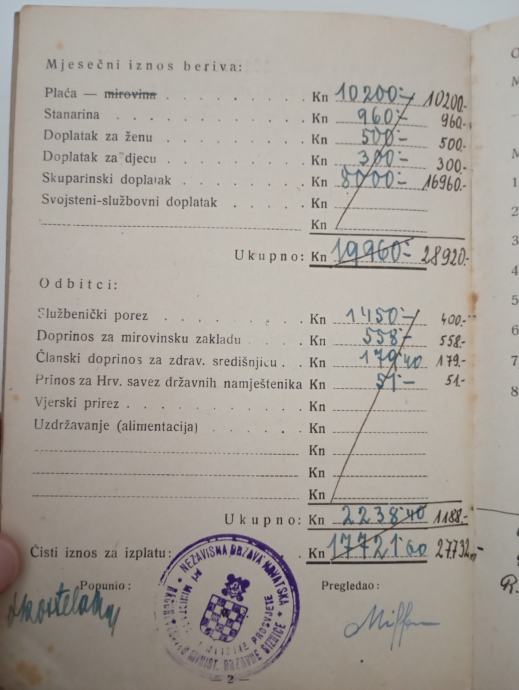 Mjesečni iznos beriva:
Plaća — mirovina . . . . . . . . . Kn 10200·- 10200.-
Stanarina . . . . . . . . . . Kn 960·- 960.-
Doplatak za ženu . . . . . . . Kn 500·- 500.-
Doplatak za djecu . . . . . . . Kn 300·- 300.-
Skuparinski doplatak . . . . . . . Kn 8000·- 16960.-
Svojsteni-službovni doplatak . . . . . Kn
Kn
Ukupno: Kn 19960·- 28920.-
Odbitci:
Službenički porez . . . . . . . Kn 1450·- 400.-
Doprinos za mirovinsku zakladu . . . . Kn 558·- 558.-
Članski doprinos za zdrav. središnjicu . Kn 179·40 179.-
Prinos za Hrv. savez državnih namještenika Kn 51·- 51.-
Vjerski prirez . . . . . . . . . Kn
Uzdržavanje (alimentacija) . . . . . Kn
Kn
Kn
Kn
Ukupno: Kn 2238·40 1188.-
Čisti iznos za izplatu: . Kn 17721·60 27732.-
Popunio: Pregledao:
NEZAVISNA DRŽAVA HRVATSKA
MINIST. DRŽAVNE RIZNICE
— 2 —